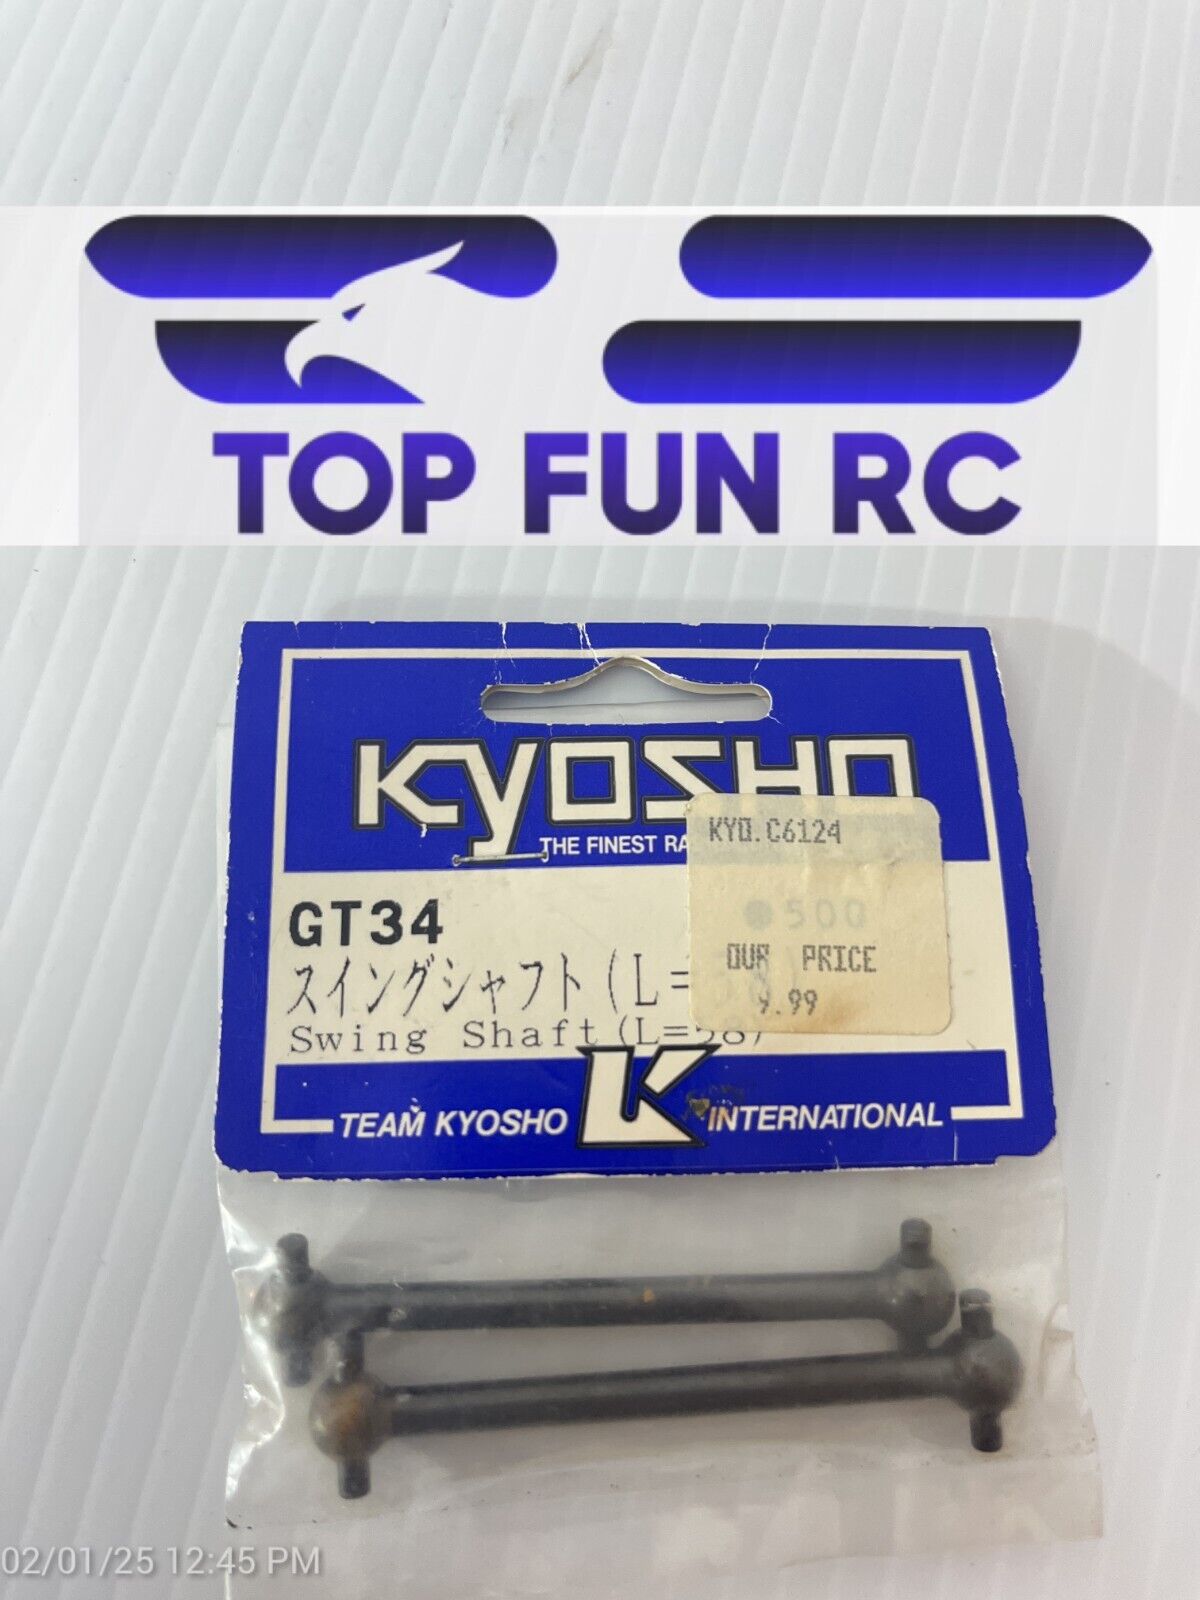 TOP FUN RC
KYOSHO
THE FINEST
KYO.C6124
GT34
500
OUR PRICE
スイングシャフト(L=
9.99
Swing Shaft(L=58)
TEAM KYOSHO K INTERNATIONAL
02/01/25 12:45 PM